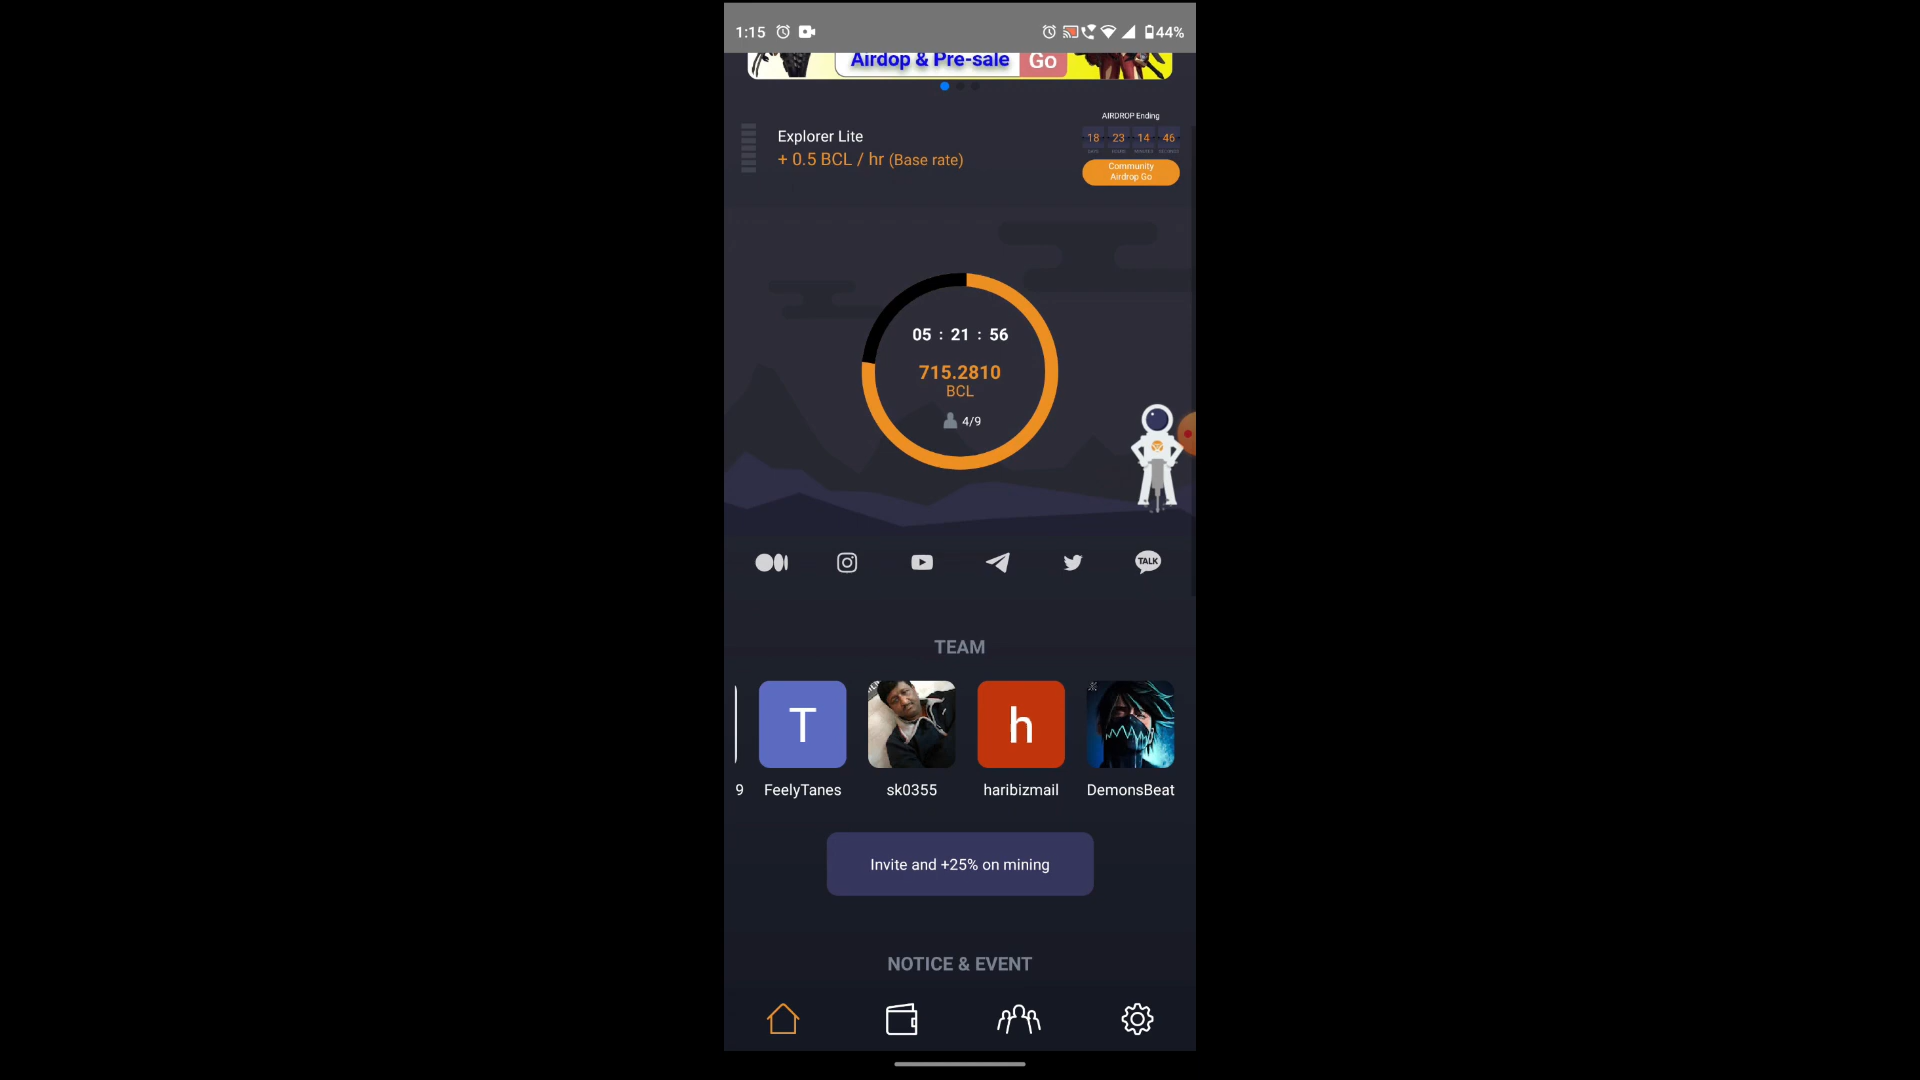 1:15
44%
Airdop & Pre-sale
Go
AIRDROP Ending
Explorer Lite
18 23 14 46
+ 0.5 BCL / hr (Base rate)
Community
Airdrop Go
05 : 21 : 56
715.2810
BCL
4/9
TALK
TEAM
T
h
9
FeelyTanes
sk0355
haribizmail
DemonsBeat
Invite and +25% on mining
NOTICE & EVENT